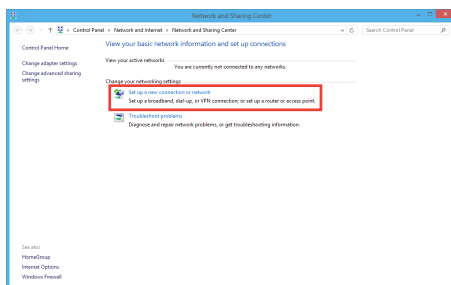 Network and Sharing Center
Control Panel › Network and Internet › Network and Sharing Center
Search Control Panel
Control Panel Home
Change adapter settings
Change advanced sharing
settings
View your basic network information and set up connections
View your active networks
You are currently not connected to any networks.
Change your networking settings
Set up a new connection or network
Set up a broadband, dial-up, or VPN connection; or set up a router or access point.
Troubleshoot problems
Diagnose and repair network problems, or get troubleshooting information.
See also
HomeGroup
Internet Options
Windows Firewall